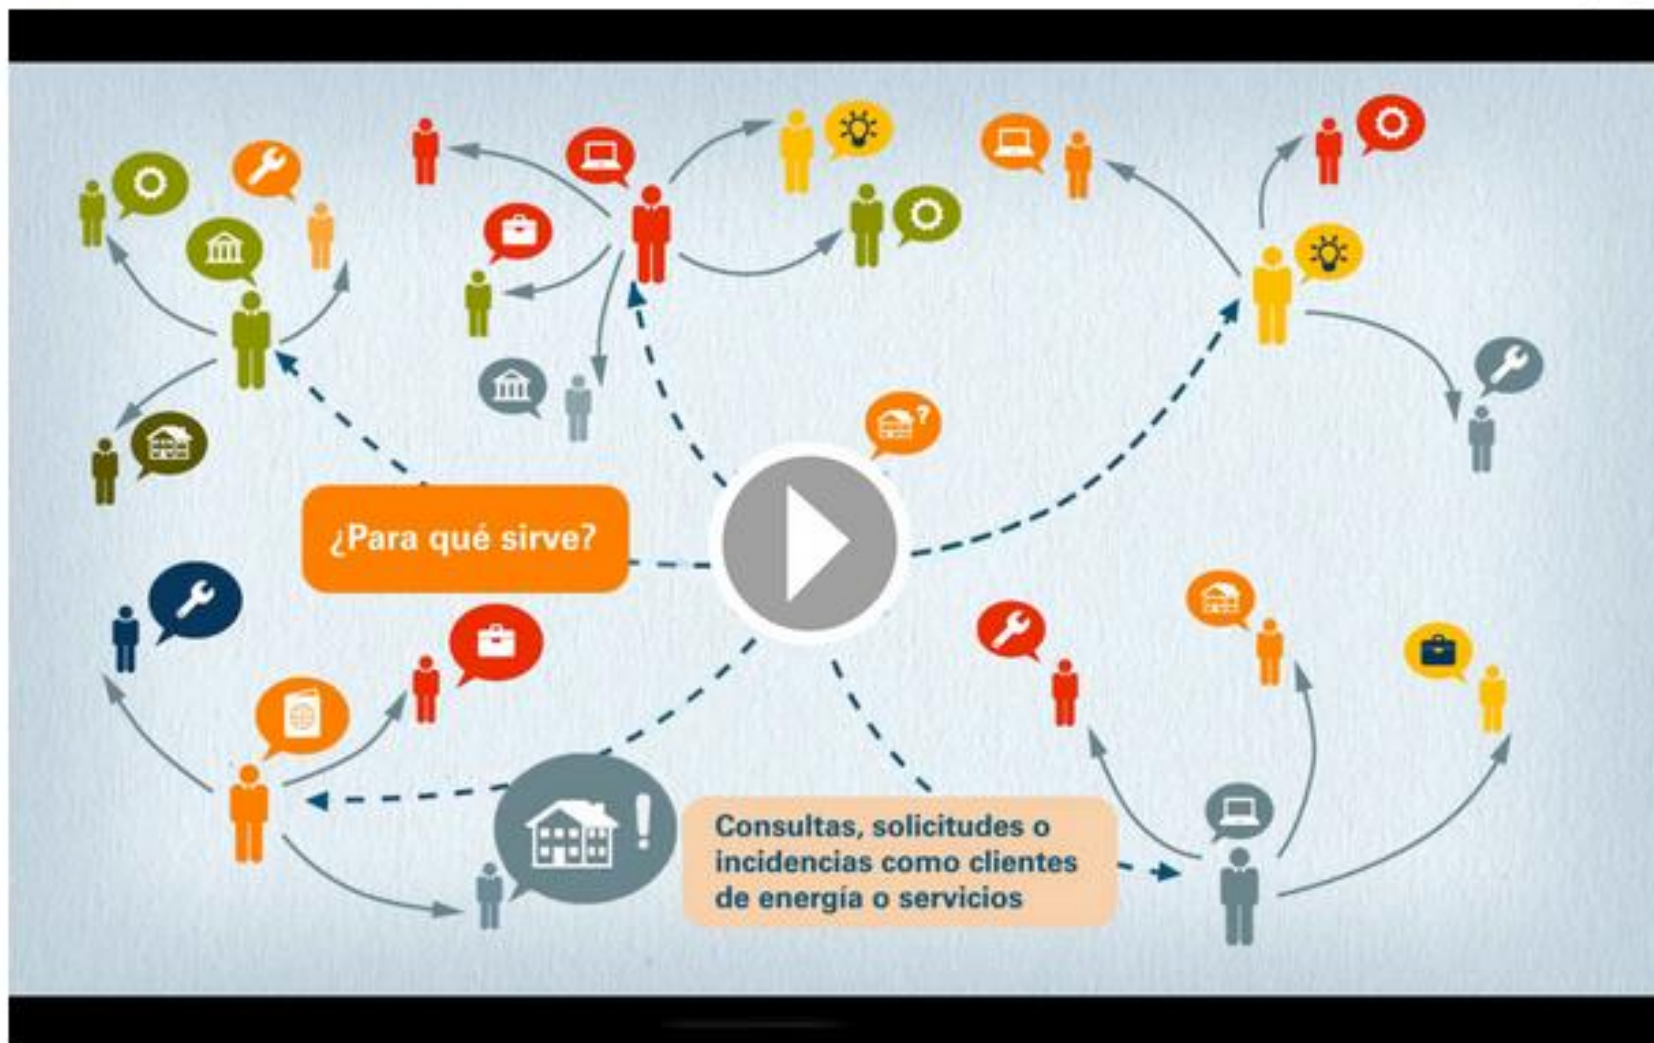 ¿Para qué sirve?
Consultas, solicitudes o
incidencias como clientes
de energía o servicios